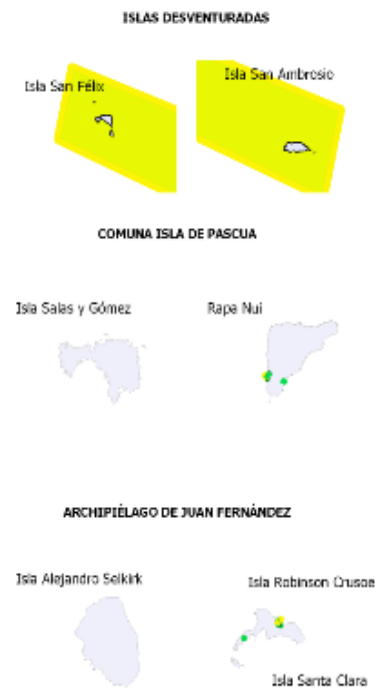 ISLAS DESVENTURADAS
Isla San Félix
Isla San Ambrosio
COMUNA ISLA DE PASCUA
Isla Salas y Gómez
Rapa Nui
ARCHIPIÉLAGO DE JUAN FERNÁNDEZ
Isla Alejandro Selkirk
Isla Robinson Crusoe
Isla Santa Clara